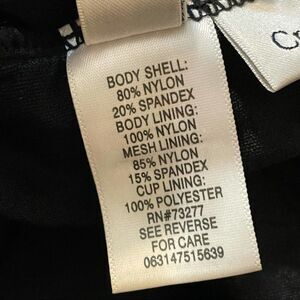 BODY SHELL:
80% NYLON
20% SPANDEX
BODY LINING:
100% NYLON
MESH LINING:
85% NYLON
15% SPANDEX
CUP LINING:
100% POLYESTER
RN#73277
SEE REVERSE
FOR CARE
063147515639